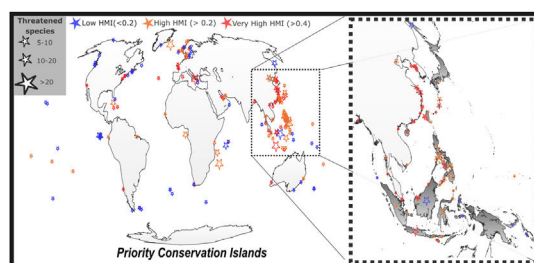 Threatened
species
5-10
10-20
>20
Low HMI(<0.2)
High HMI (> 0.2)
Very High HMI (>0.4)
Priority Conservation Islands